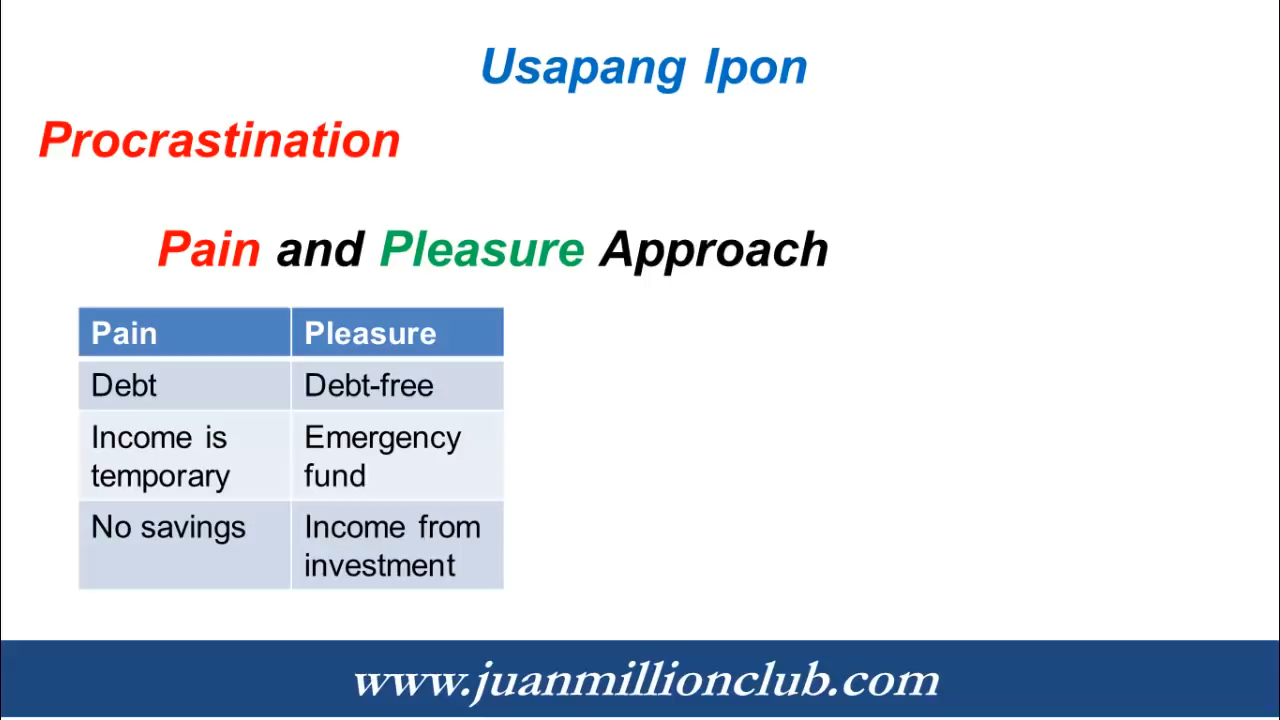 Usapang Ipon
Procrastination
Pain and Pleasure Approach
Pain Pleasure
Debt Debt-free
Income is Emergency
temporary fund
No savings Income from
investment
www.juanmillionclub.com